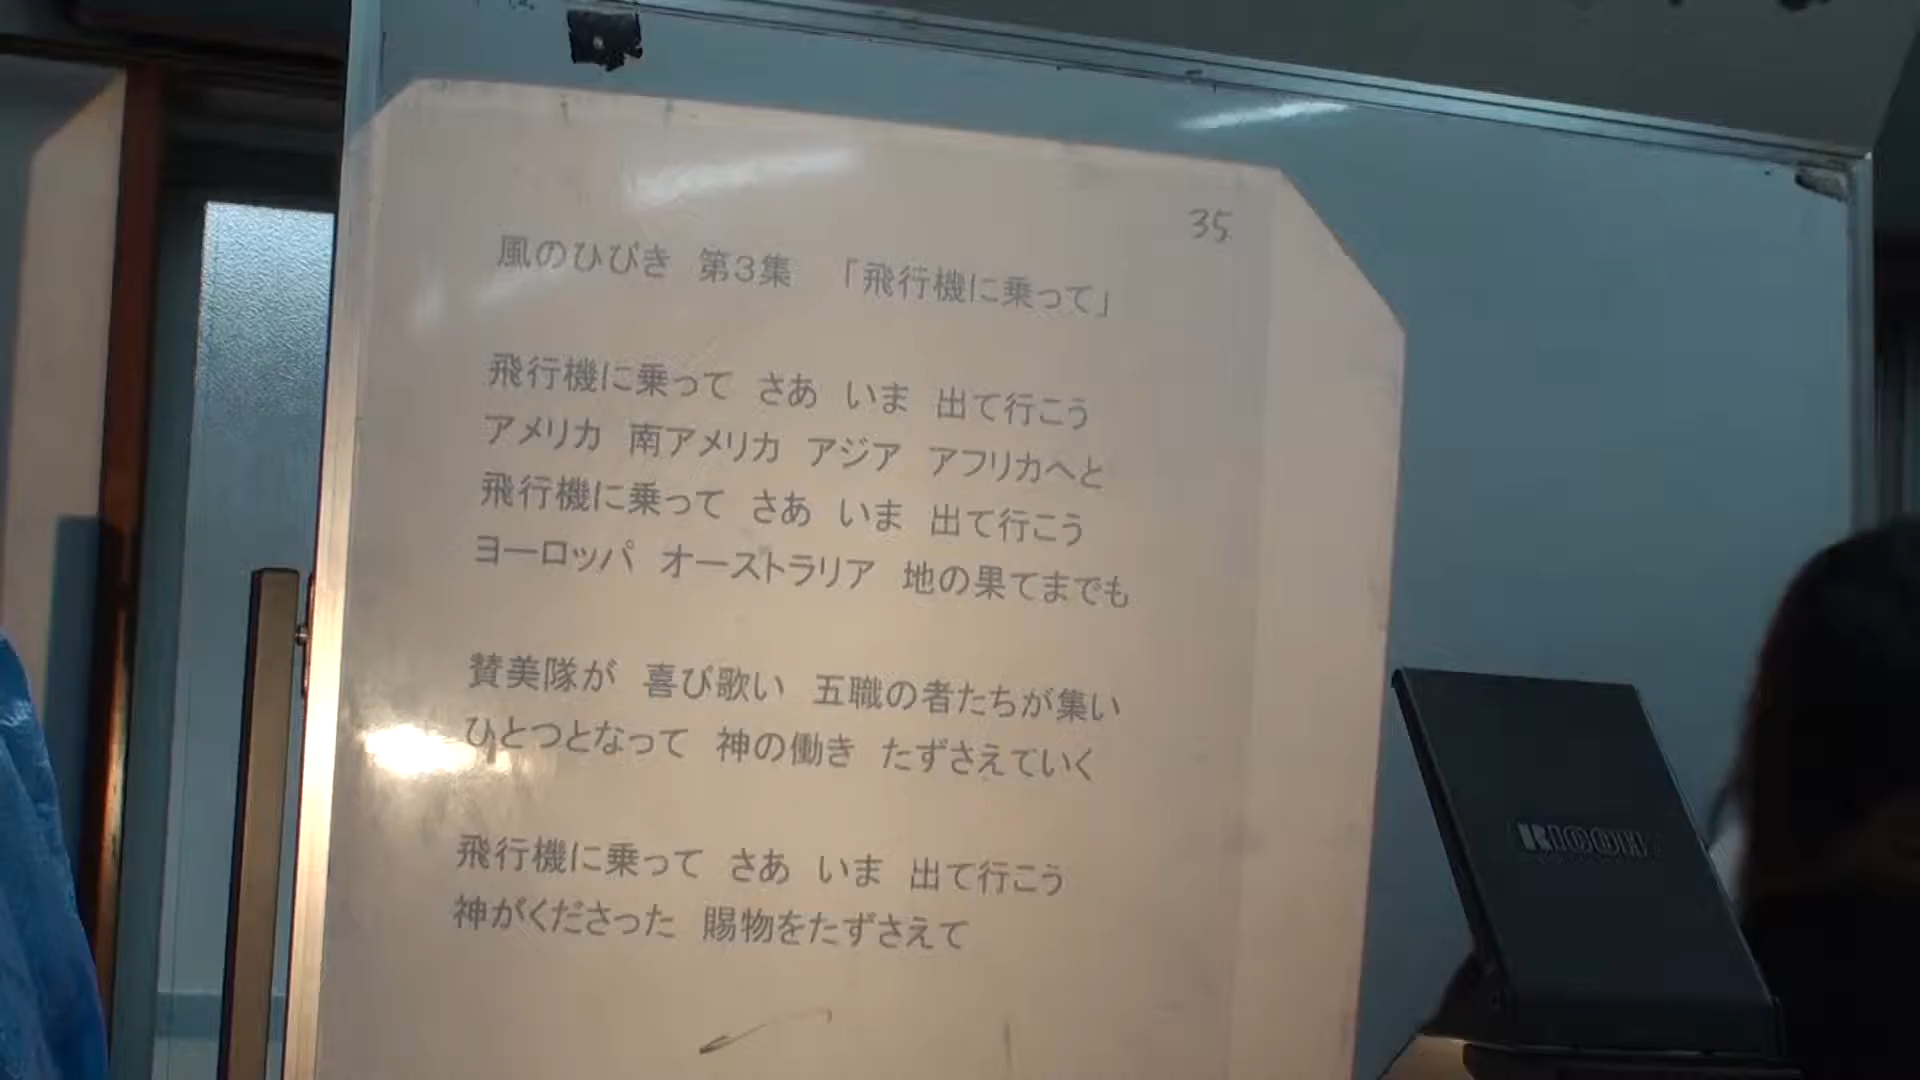 35
風のひびき　第3集　「飛行機に乗って」
飛行機に乗って　さあ　いま　出て行こう
アメリカ　南アメリカ　アジア　アフリカへと
飛行機に乗って　さあ　いま　出て行こう
ヨーロッパ　オーストラリア　地の果てまでも
賛美隊が　喜び歌い　五職の者たちが集い
ひとつとなって　神の働き　たずさえていく
飛行機に乗って　さあ　いま　出て行こう
神がくださった　賜物をたずさえて
RICOH